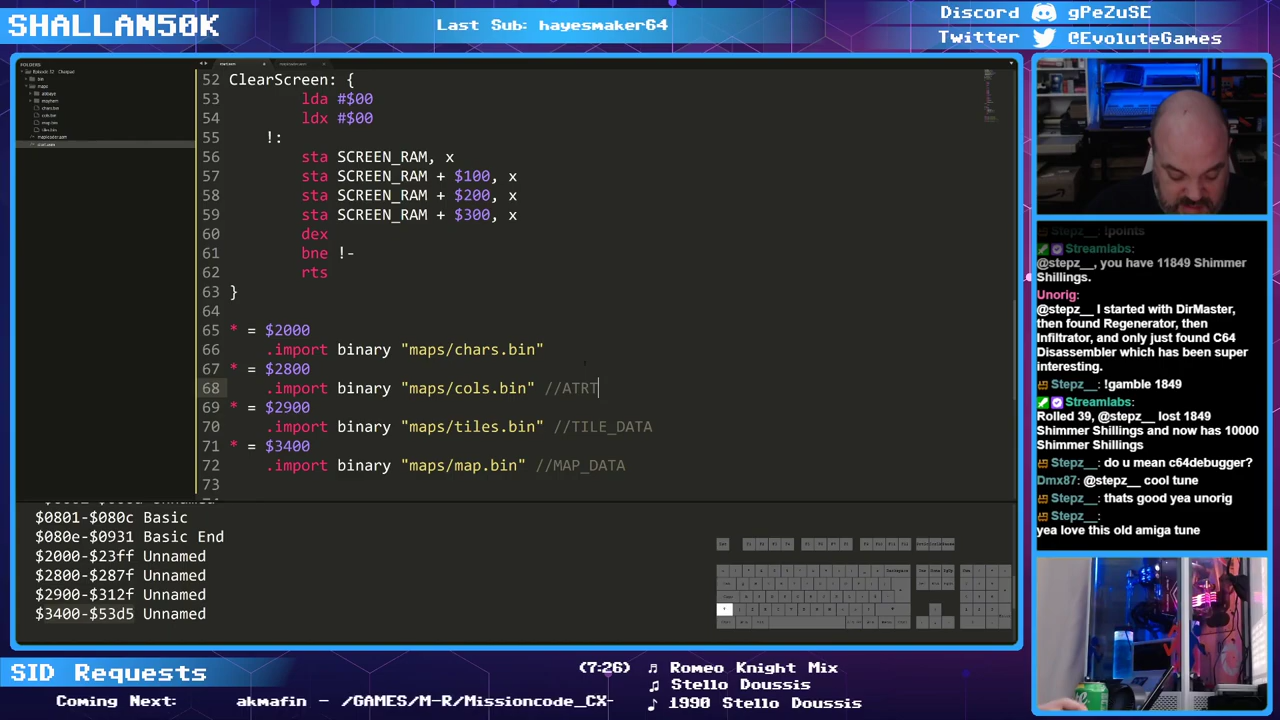 SHALLAN50K
Last Sub: hayesmaker64
Discord gPeZuSE
Twitter @EvoluteGames
FOLDERS
52 ClearScreen: {
53 lda #$00
54 ldx #$00
55 !:
56 sta SCREEN_RAM, x
57 sta SCREEN_RAM + $100, x
58 sta SCREEN_RAM + $200, x
59 sta SCREEN_RAM + $300, x
60 dex
61 bne !-
62 rts
63 }
64
65 * = $2000
66 .import binary "maps/chars.bin"
67 * = $2800
68 .import binary "maps/cols.bin" //ATRT
69 * = $2900
70 .import binary "maps/tiles.bin" //TILE_DATA
71 * = $3400
72 .import binary "maps/map.bin" //MAP_DATA
73
$0801-$080c Basic
$080e-$0931 Basic End
$2000-$23ff Unnamed
$2800-$287f Unnamed
$2900-$312f Unnamed
$3400-$53d5 Unnamed
Stepz__: !points
Streamlabs:
@stepz__, you have 11849 Shimmer
Shillings.
Unorig:
@stepz__ I started with DirMaster,
then found Regenerator, then
Infiltrator, and only just found C64
Disassembler which has been super
interesting.
Stepz__: !gamble 1849
Streamlabs:
Rolled 39, @stepz__ lost 1849
Shimmer Shillings and now has 10000
Shimmer Shillings
Stepz__: do u mean c64debugger?
Dmx87: @stepz__ cool tune
Stepz__: thats good yea unorig
Stepz__:
yea love this old amiga tune
SID Requests
(7:26) ♫ Romeo Knight Mix
♫ Stello Doussis
♪ 1990 Stello Doussis
Coming Next: akmafin - /GAMES/M-R/Missioncode_CX-